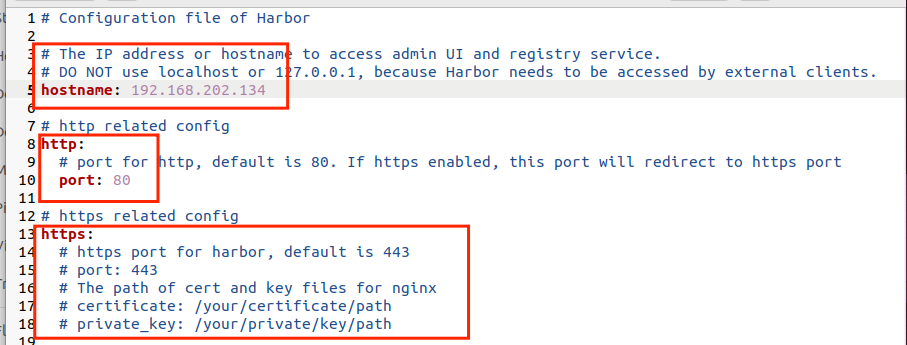 1 # Configuration file of Harbor
2
3 # The IP address or hostname to access admin UI and registry service.
4 # DO NOT use localhost or 127.0.0.1, because Harbor needs to be accessed by external clients.
5 hostname: 192.168.202.134
6
7 # http related config
8 http:
9   # port for http, default is 80. If https enabled, this port will redirect to https port
10   port: 80
11
12 # https related config
13 https:
14   # https port for harbor, default is 443
15   # port: 443
16   # The path of cert and key files for nginx
17   # certificate: /your/certificate/path
18   # private_key: /your/private/key/path
19